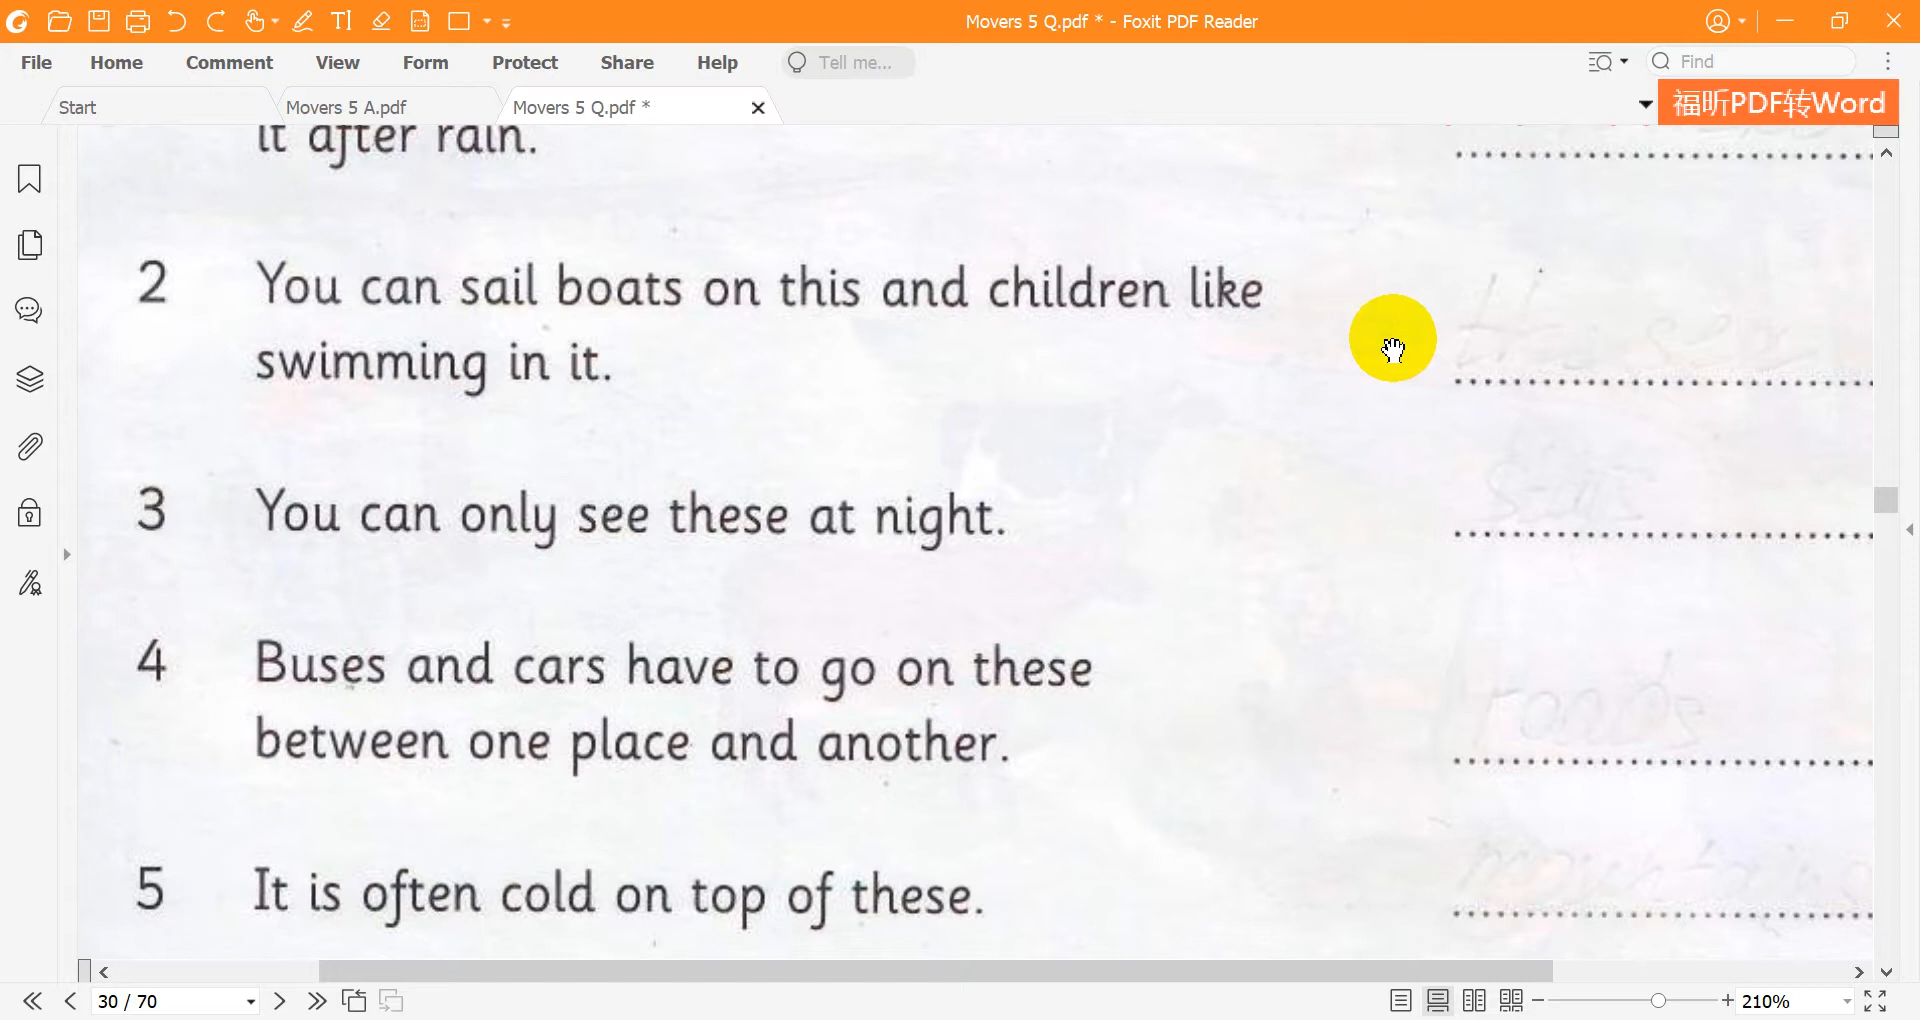 Movers 5 Q.pdf * - Foxit PDF Reader
File Home Comment View Form Protect Share Help Tell me... Find
Start Movers 5 A.pdf Movers 5 Q.pdf * 福昕PDF转Word
it after rain.
2 You can sail boats on this and children like
swimming in it. sea
3 You can only see these at night. stars
4 Buses and cars have to go on these
between one place and another. roads
5 It is often cold on top of these. mountains
30 / 70 210%